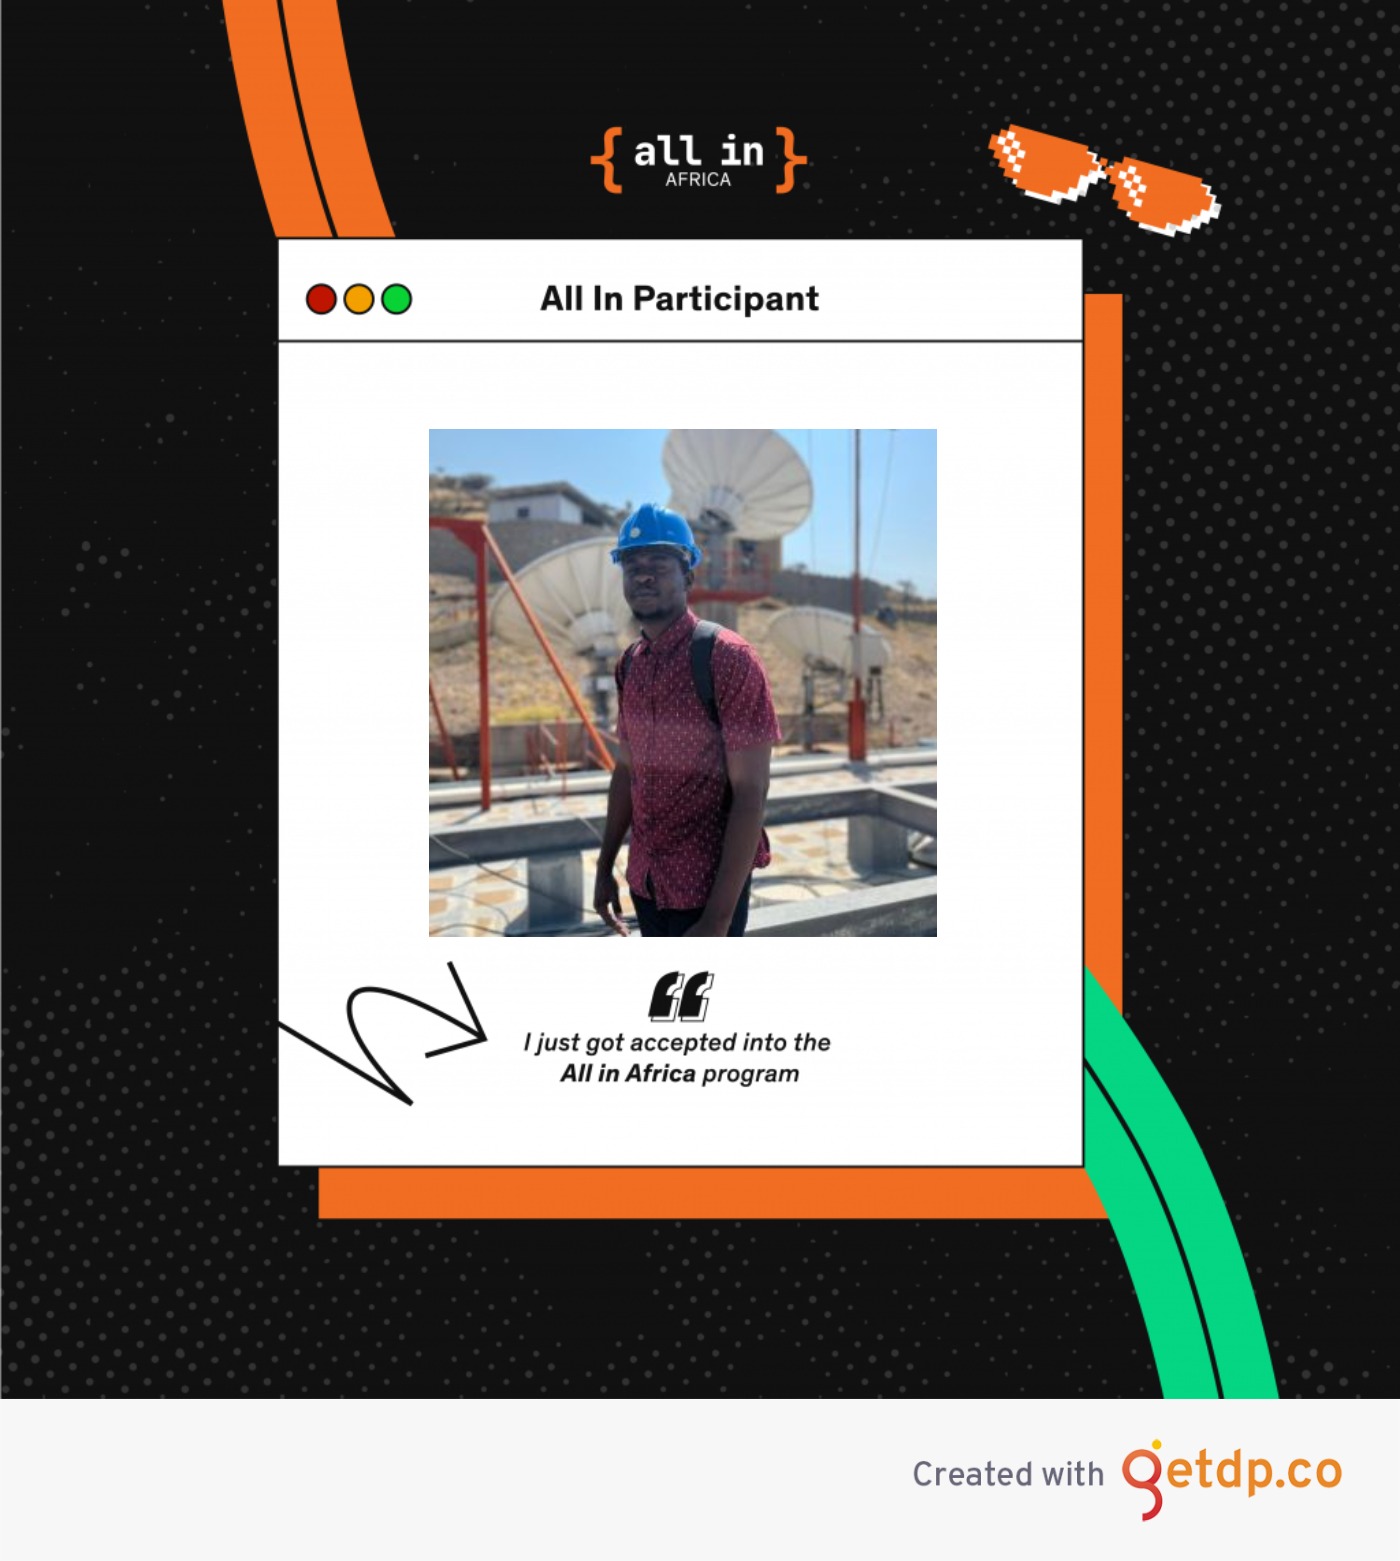 { all in }
AFRICA
All In Participant
“
I just got accepted into the
All in Africa program
Created with getdp.co